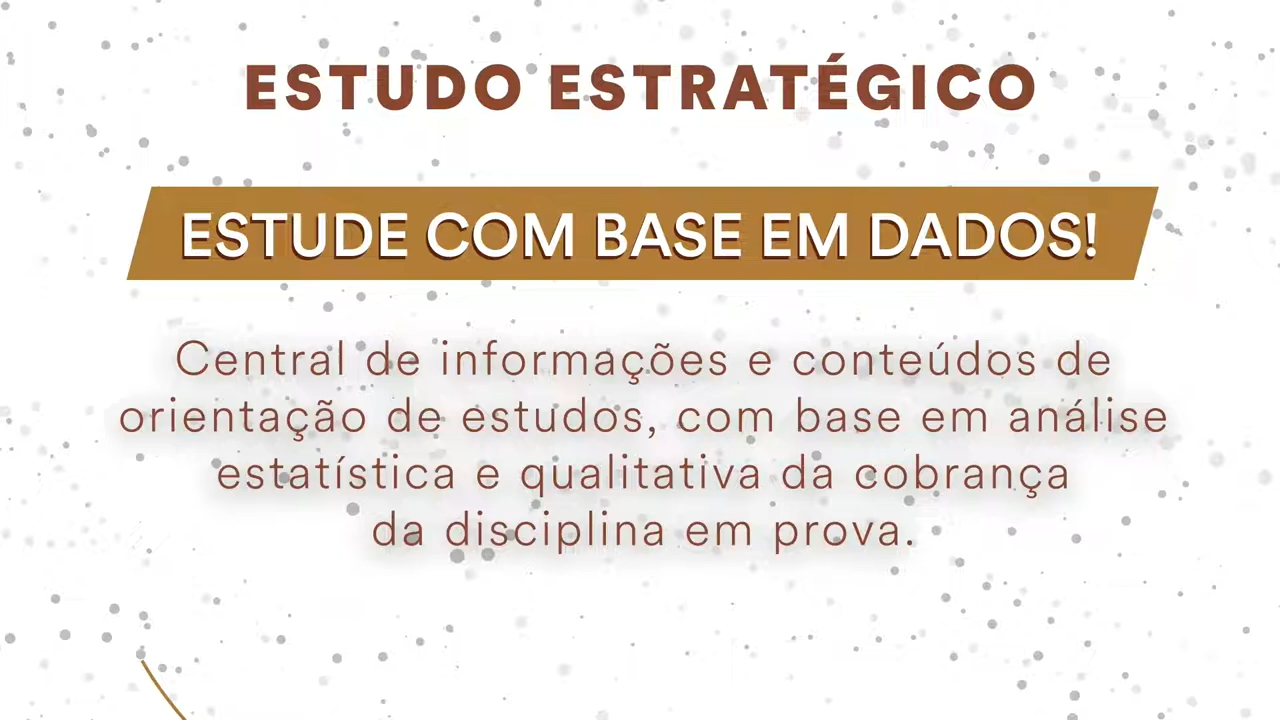 ESTUDO ESTRATÉGICO
ESTUDE COM BASE EM DADOS!
Central de informações e conteúdos de
orientação de estudos, com base em análise
estatística e qualitativa da cobrança
da disciplina em prova.